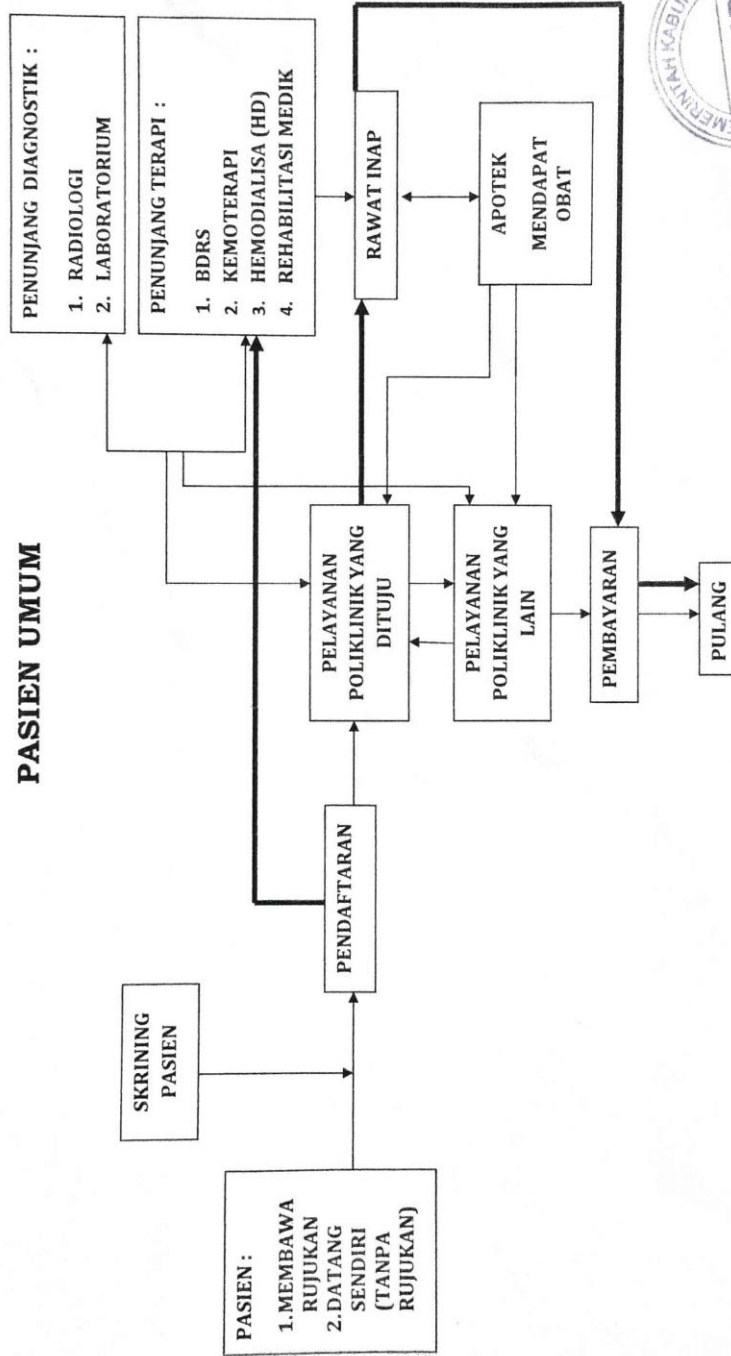 PASIEN UMUM
PASIEN :
1.MEMBAWA
RUJUKAN
2.DATANG
SENDIRI
(TANPA
RUJUKAN)
SKRINING
PASIEN
PENDAFTARAN
PELAYANAN
POLIKLINIK YANG
DITUJU
PELAYANAN
POLIKLINIK YANG
LAIN
PEMBAYARAN
PULANG
PENUNJANG DIAGNOSTIK :
1. RADIOLOGI
2. LABORATORIUM
PENUNJANG TERAPI :
1. BDRS
2. KEMOTERAPI
3. HEMODIALISA (HD)
4. REHABILITASI MEDIK
RAWAT INAP
APOTEK
MENDAPAT
OBAT